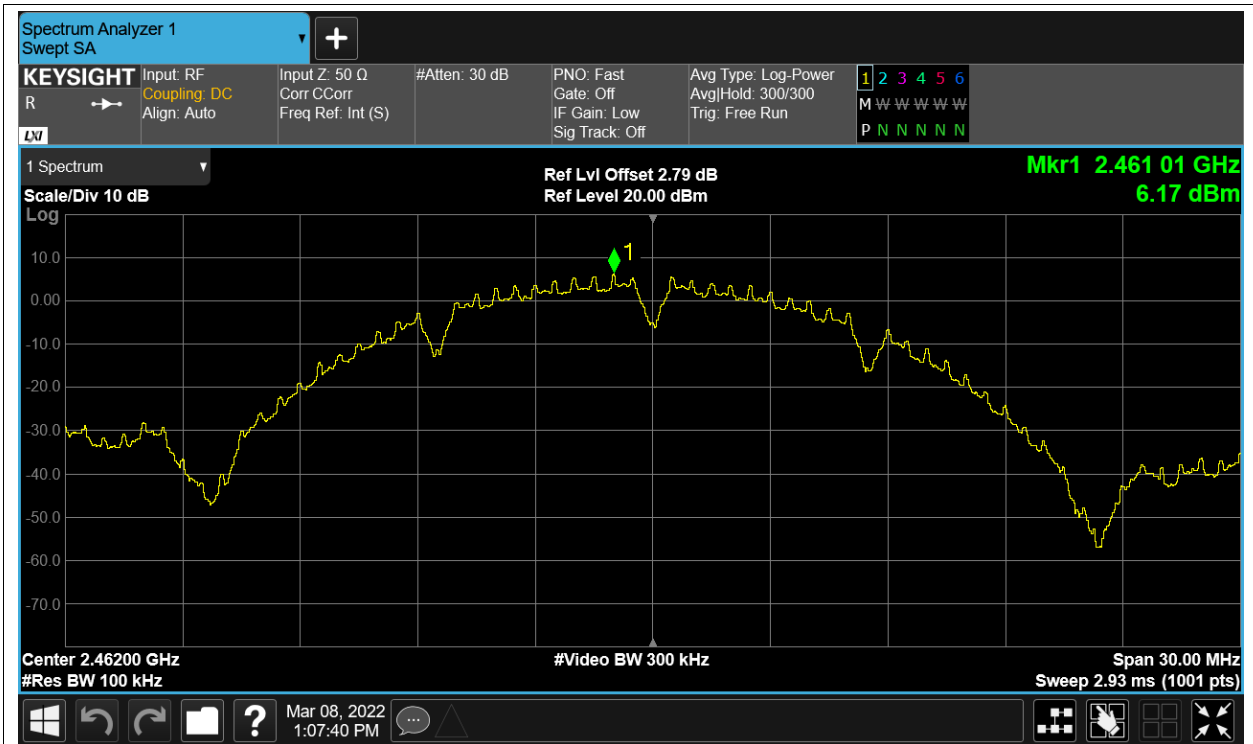 Spectrum Analyzer 1
Swept SA
+
KEYSIGHT
R
LXI
Input: RF
Coupling: DC
Align: Auto
Input Z: 50 Ω
Corr CCorr
Freq Ref: Int (S)
#Atten: 30 dB
PNO: Fast
Gate: Off
IF Gain: Low
Sig Track: Off
Avg Type: Log-Power
Avg|Hold: 300/300
Trig: Free Run
1 2 3 4 5 6
M W W W W W
P N N N N N
1 Spectrum
Scale/Div 10 dB
Log
Ref Lvl Offset 2.79 dB
Ref Level 20.00 dBm
Mkr1 2.461 01 GHz
6.17 dBm
1
10.0
0.00
-10.0
-20.0
-30.0
-40.0
-50.0
-60.0
-70.0
Center 2.46200 GHz
#Res BW 100 kHz
#Video BW 300 kHz
Span 30.00 MHz
Sweep 2.93 ms (1001 pts)
?
Mar 08, 2022
1:07:40 PM